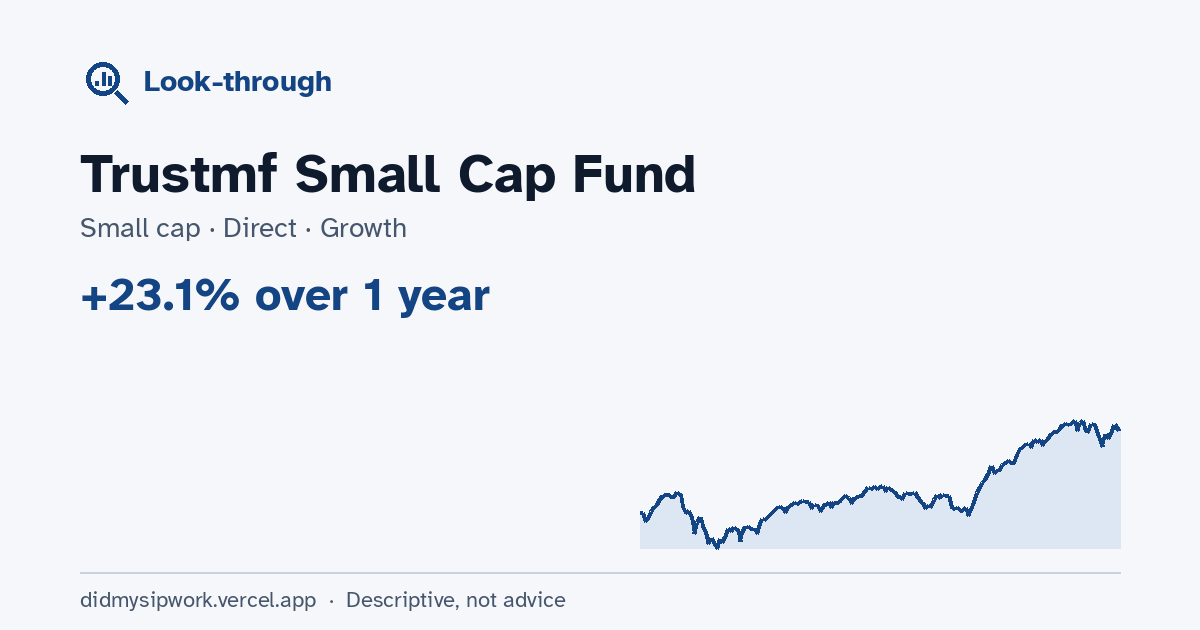 Look-through
Trustmf Small Cap Fund
Small cap · Direct · Growth
+23.1% over 1 year
didmysipwork.vercel.app · Descriptive, not advice